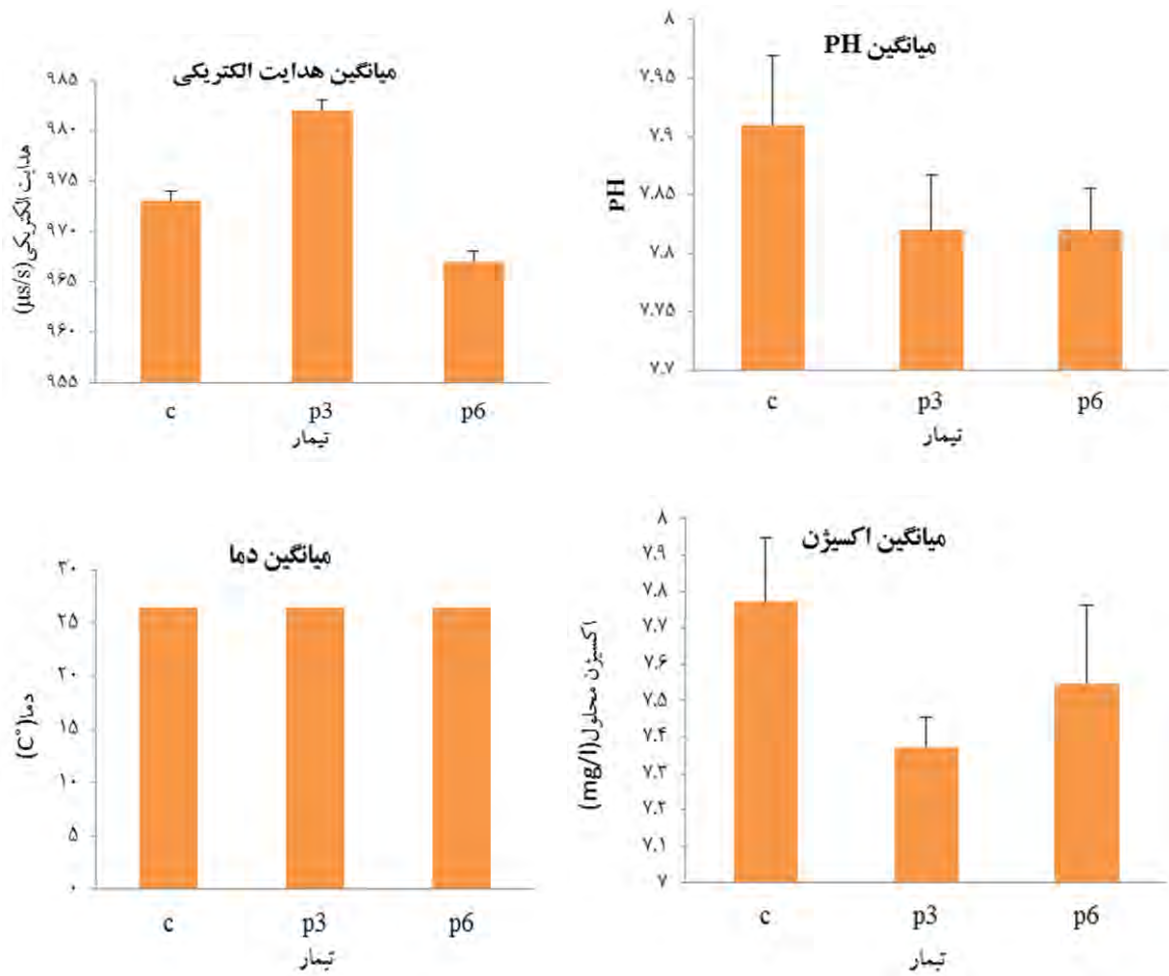 میانگین هدایت الکتریکی
هدایت الکتریکی(µs/s)
۹۸۵
۹۸۰
۹۷۵
۹۷۰
۹۶۵
۹۶۰
۹۵۵
c p3 p6
تیمار
میانگین PH
PH
۸
۷.۹۵
۷.۹
۷.۸۵
۷.۸
۷.۷۵
۷.۷
c p3 p6
تیمار
میانگین دما
دما(C°)
۳۰
۲۵
۲۰
۱۵
۱۰
۵
۰
c p3 p6
تیمار
میانگین اکسیژن
اکسیژن محلول(mg/l)
۸
۷.۹
۷.۸
۷.۷
۷.۶
۷.۵
۷.۴
۷.۳
۷.۲
۷.۱
۷
c p3 p6
تیمار